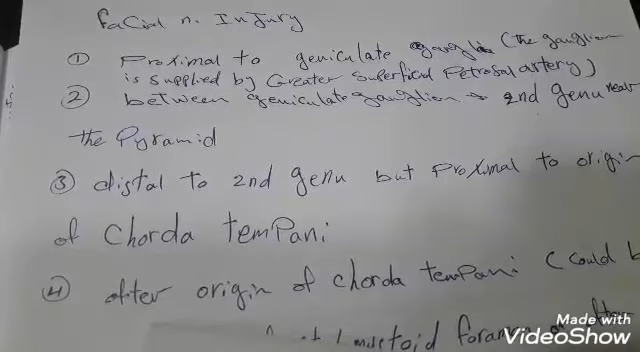 Facial n. Injury
① Proximal to geniculate (the ganglion
is supplied by Greater Superficial Petrosal artery)
② between geniculate ganglion → 2nd genu near
the Pyramid
③ distal to 2nd genu but Proximal to origin
of Chorda temPani
④ after origin of chorda temPani (Could b
mastoid foramen
Made with
VideoShow